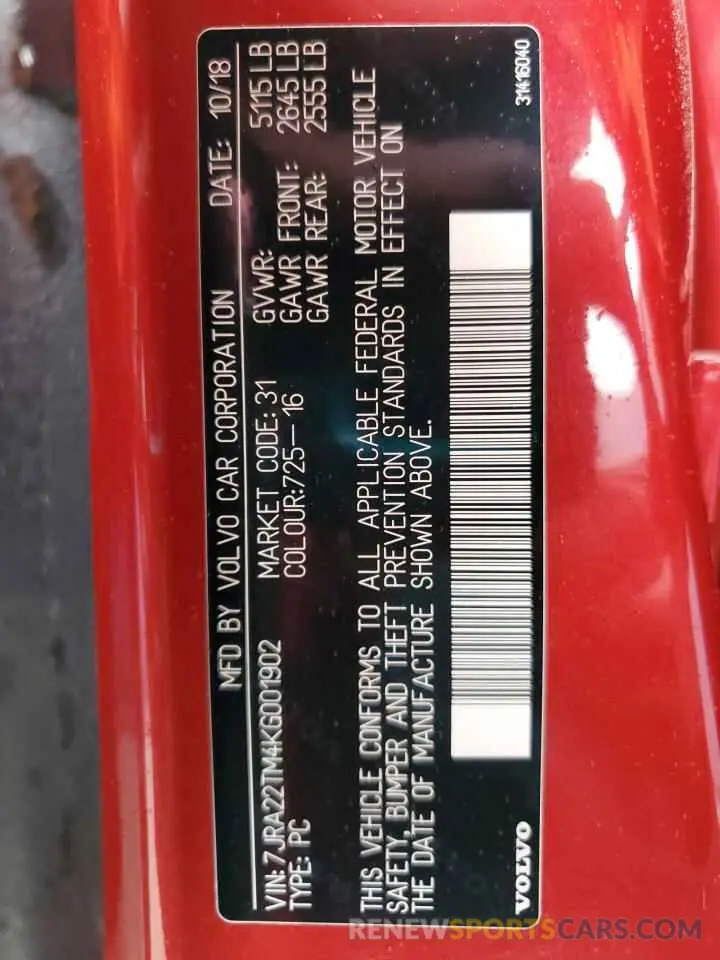 MFD BY VOLVO CAR CORPORATION DATE: 10/18
VIN: 7JRA22TM4KG001902 MARKET CODE: 31 GVWR: 5115 LB
TYPE: PC COLOUR:725—16 GAWR FRONT: 2645 LB
GAWR REAR: 2555 LB
THIS VEHICLE CONFORMS TO ALL APPLICABLE FEDERAL MOTOR VEHICLE
SAFETY, BUMPER AND THEFT PREVENTION STANDARDS IN EFFECT ON
THE DATE OF MANUFACTURE SHOWN ABOVE.
VOLVO 31416040
RENEWSPORTSCARS.COM